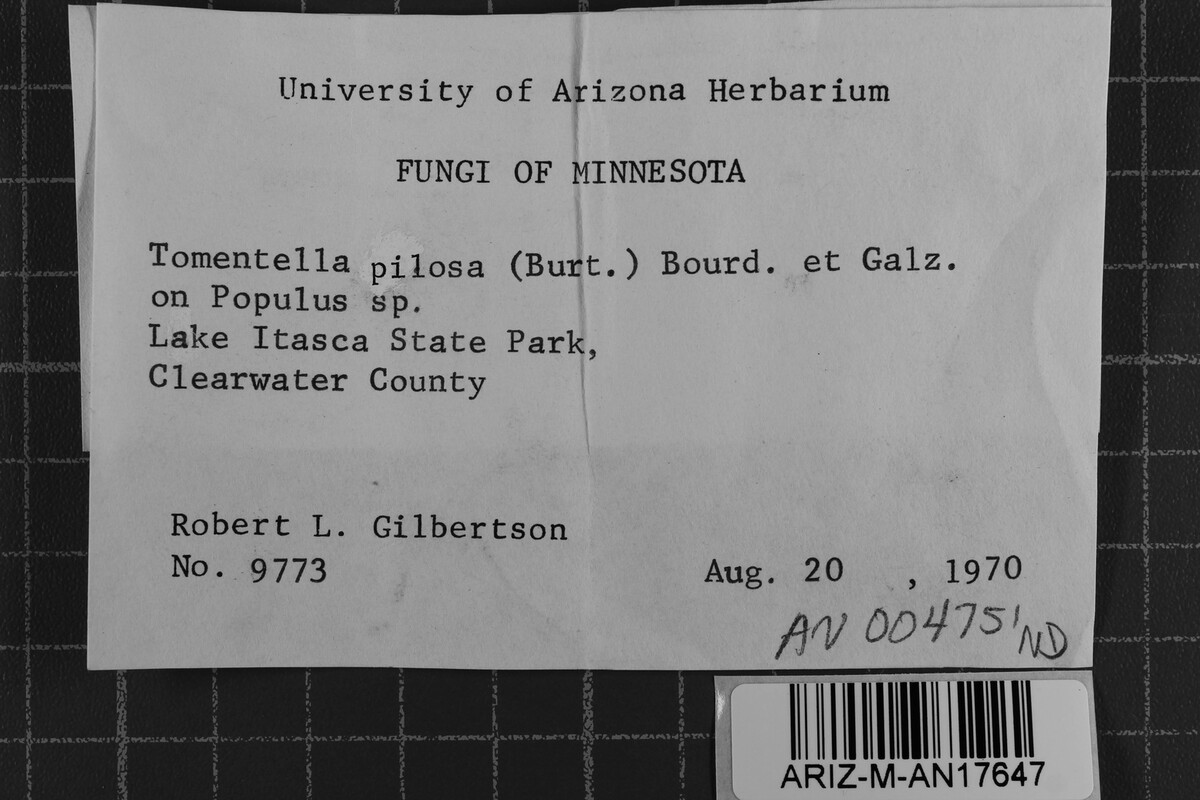 University of Arizona Herbarium
FUNGI OF MINNESOTA
Tomentella pilosa (Burt.) Bourd. et Galz.
on Populus sp.
Lake Itasca State Park,
Clearwater County
Robert L. Gilbertson
No. 9773
Aug. 20 , 1970
AN 004751 ND
ARIZ-M-AN17647